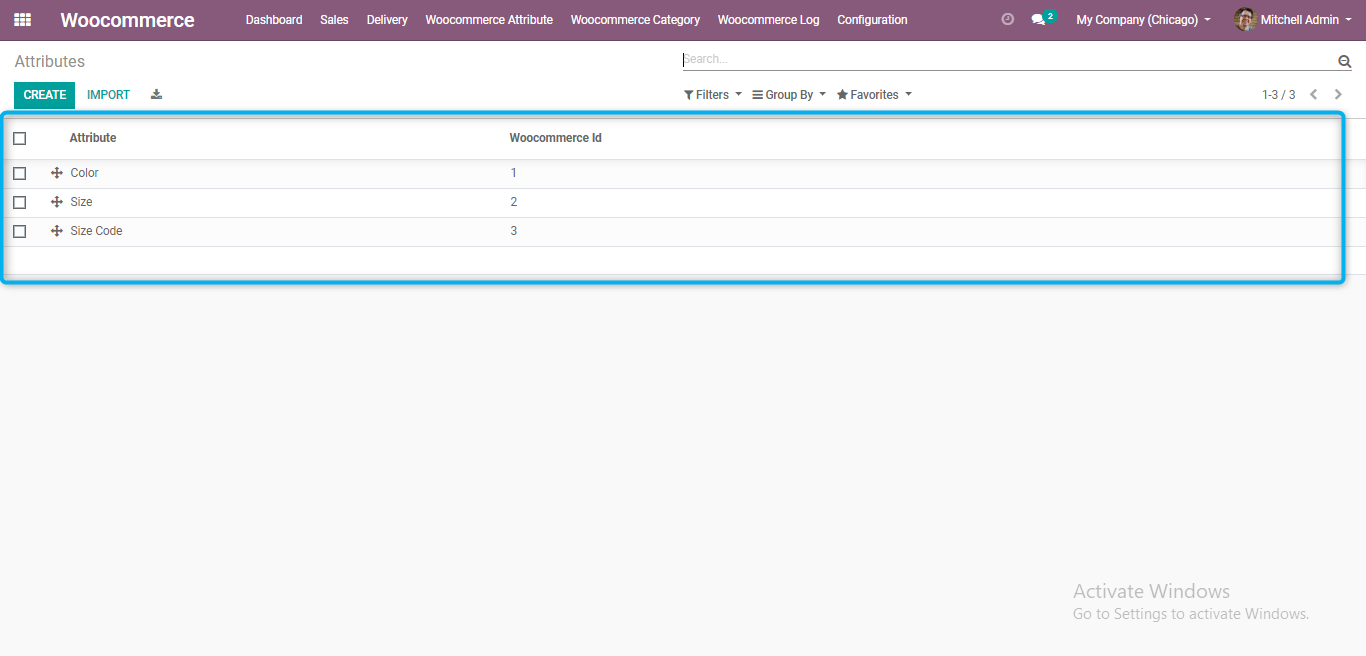 Woocommerce Dashboard Sales Delivery Woocommerce Attribute Woocommerce Category Woocommerce Log Configuration 2 My Company (Chicago) Mitchell Admin
Attributes Search...
CREATE IMPORT Filters Group By Favorites 1-3 / 3
Attribute Woocommerce Id
Color 1
Size 2
Size Code 3
Activate Windows
Go to Settings to activate Windows.